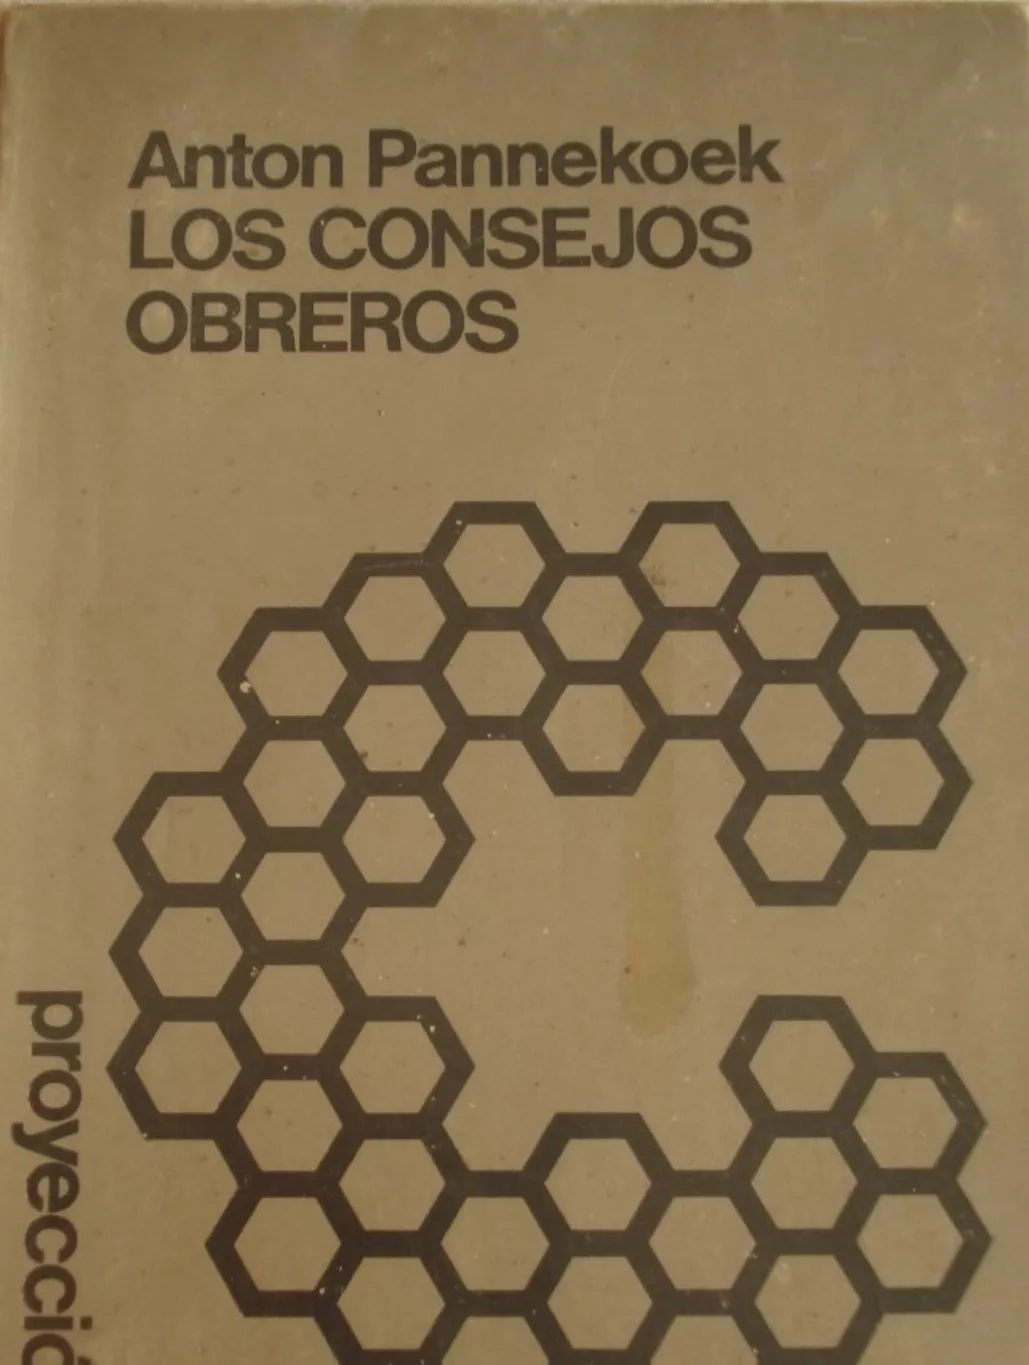 Anton Pannekoek
LOS CONSEJOS
OBREROS
proyecció